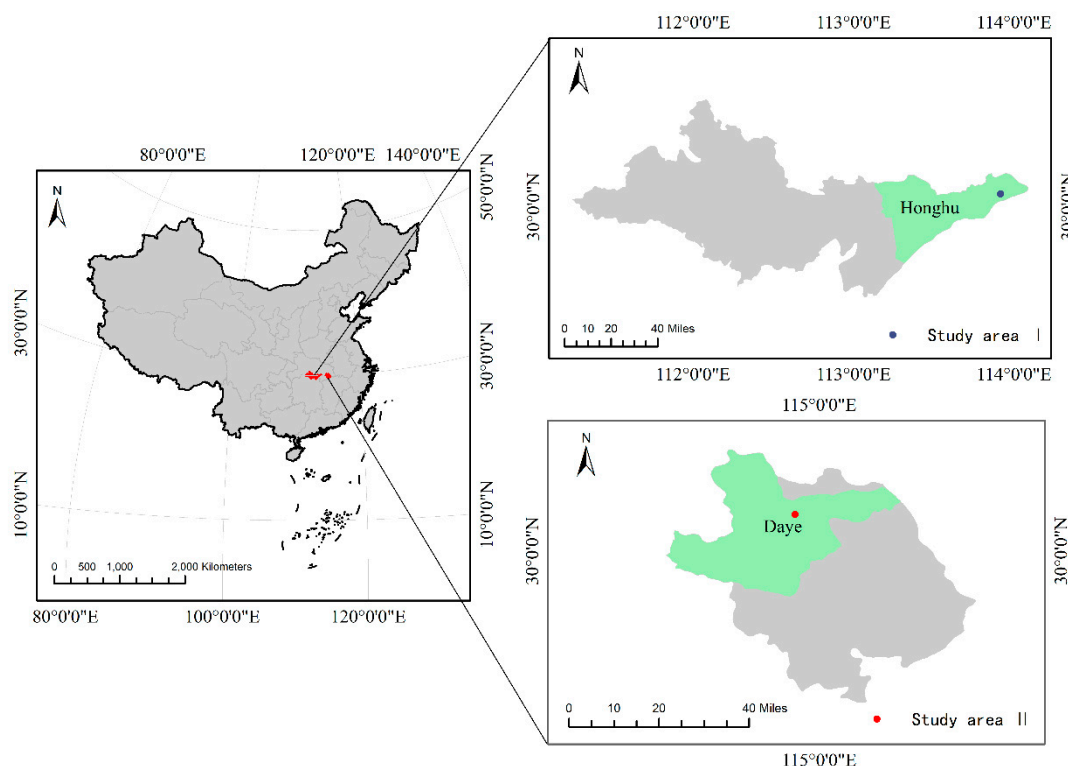 80°0'0"E
120°0'0"E
140°0'0"E
N
50°0'0"N
30°0'0"N
30°0'0"N
10°0'0"N
10°0'0"N
0 500 1,000 2,000 Kilometers
80°0'0"E
100°0'0"E
120°0'0"E
112°0'0"E
113°0'0"E
114°0'0"E
N
30°0'0"N
30°0'0"N
Honghu
0 10 20 40 Miles
Study area Ⅰ
112°0'0"E
113°0'0"E
114°0'0"E
115°0'0"E
N
30°0'0"N
30°0'0"N
Daye
0 10 20 40 Miles
Study area Ⅱ
115°0'0"E